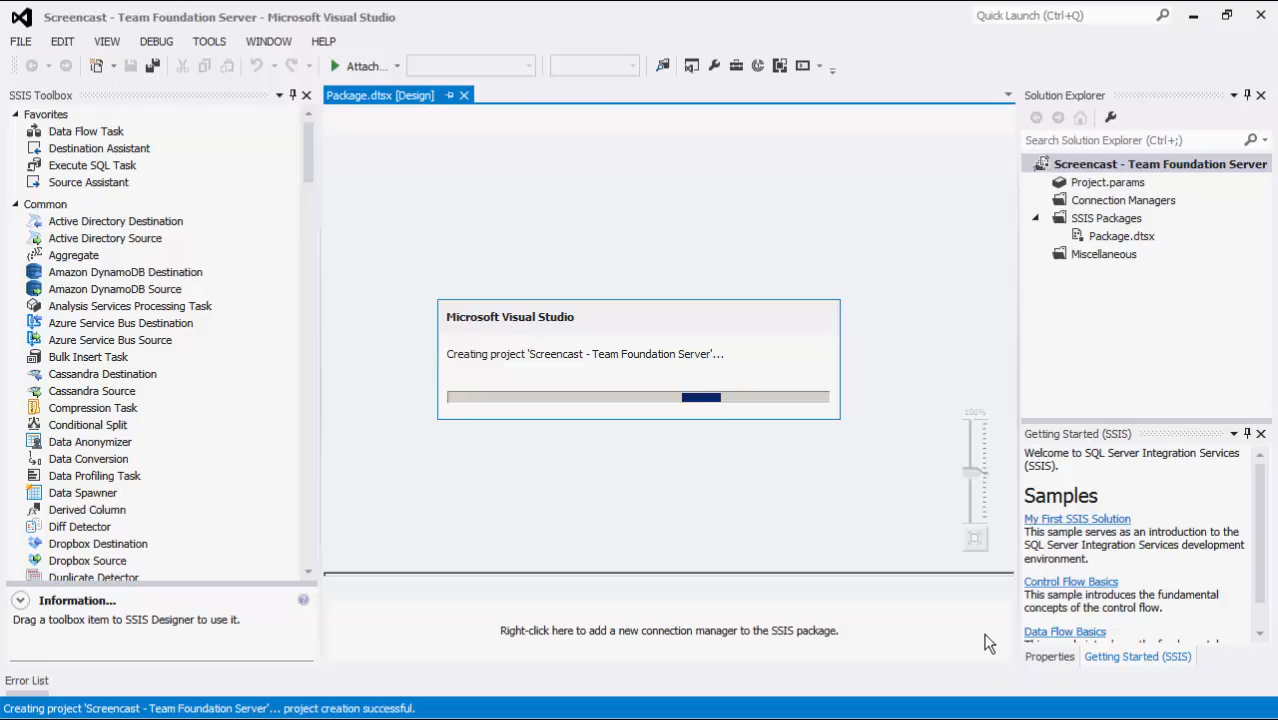 Screencast - Team Foundation Server - Microsoft Visual Studio
Quick Launch (Ctrl+Q)
FILE EDIT VIEW DEBUG TOOLS WINDOW HELP
Attach...
SSIS Toolbox
Favorites
Data Flow Task
Destination Assistant
Execute SQL Task
Source Assistant
Common
Active Directory Destination
Active Directory Source
Aggregate
Amazon DynamoDB Destination
Amazon DynamoDB Source
Analysis Services Processing Task
Azure Service Bus Destination
Azure Service Bus Source
Bulk Insert Task
Cassandra Destination
Cassandra Source
Compression Task
Conditional Split
Data Anonymizer
Data Conversion
Data Profiling Task
Data Spawner
Derived Column
Diff Detector
Dropbox Destination
Dropbox Source
Duplicate Detector
Information...
Drag a toolbox item to SSIS Designer to use it.
Error List
Package.dtsx [Design]
Microsoft Visual Studio
Creating project 'Screencast - Team Foundation Server'...
100%
Right-click here to add a new connection manager to the SSIS package.
Solution Explorer
Search Solution Explorer (Ctrl+;)
Screencast - Team Foundation Server
Project.params
Connection Managers
SSIS Packages
Package.dtsx
Miscellaneous
Getting Started (SSIS)
Welcome to SQL Server Integration Services
(SSIS).
Samples
My First SSIS Solution
This sample serves as an introduction to the
SQL Server Integration Services development
environment.
Control Flow Basics
This sample introduces the fundamental
concepts of the control flow.
Data Flow Basics
Properties Getting Started (SSIS)
Creating project 'Screencast - Team Foundation Server'... project creation successful.